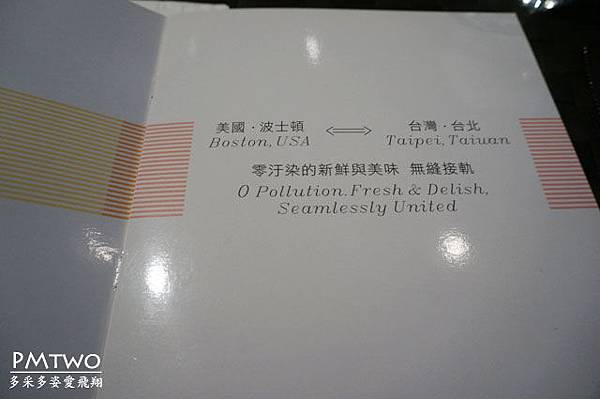 美國·波士頓 ⟺ 台灣·台北
Boston, USA Taipei, Taiwan
零汙染的新鮮與美味 無縫接軌
0 Pollution. Fresh & Delish,
Seamlessly United
PMTWO
多采多姿愛飛翔